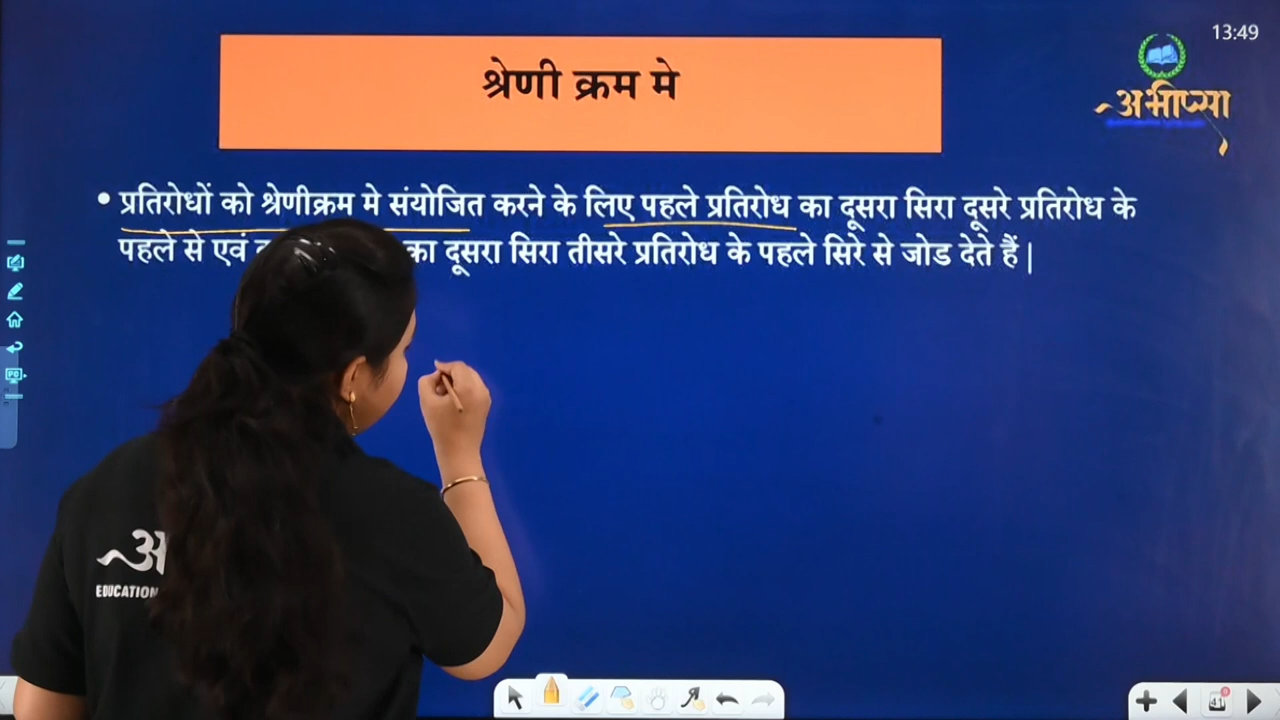 13:49
अभीप्सा
श्रेणी क्रम मे
• प्रतिरोधों को श्रेणीक्रम मे संयोजित करने के लिए पहले प्रतिरोध का दूसरा सिरा दूसरे प्रतिरोध के
पहले से एवं का दूसरा सिरा तीसरे प्रतिरोध के पहले सिरे से जोड देते हैं |
अ
EDUCATION
41